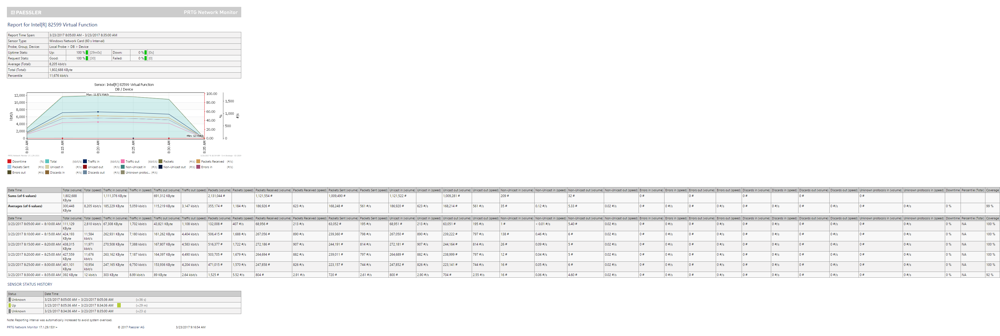 PAESSLER PRTG Network Monitor
Report for Intel[R] 82599 Virtual Function
Report Time Span: 3/23/2017 8:05:00 AM - 3/23/2017 8:35:00 AM
Sensor Type: Windows Network Card (60 s Interval)
Probe, Group, Device: Local Probe > DB > Device
Uptime Stats: Up: 100 % [29m0s] Down: 0 % [0s]
Request Stats: Good: 100 % [30] Failed: 0 % [0]
Average (Total): 8,205 kbit/s
Total (Total): 1,802,688 KByte
Percentile 11,676 kbit/s
Sensor: Intel[R] 82599 Virtual Function
DB / Device
Max: 11,971 kbit/s
Min: 12 kbit/s
12,000
10,000
8,000
6,000
4,000
2,000
0
kbit/s
100.00
80.00
60.00
40.00
20.00
0.00
%
1,500
1,000
500
0
#/s
8:10 AM 8:15 AM 8:20 AM 8:25 AM 8:30 AM 8:35 AM
PRTG Network Monitor 17.1.29.1531 3/23/2017 9:16:54 AM - 5 m Average - ID 2009
Downtime (%) Total (kbit/s) Traffic in (kbit/s) Traffic out (kbit/s) Packets (#/s) Packets Received (#/s)
Packets Sent (#/s) Unicast in (#/s) Unicast out (#/s) Non-Unicast in (#/s) Non-Unicast out (#/s) Errors in (#/s)
Errors out (#/s) Discards in (#/s) Discards out (#/s) Unknown protoc... (#/s)
Date Time Total (volume) Total (speed) Traffic in (volume) Traffic in (speed) Traffic out (volume) Traffic out (speed) Packets (volume) Packets (speed) Packets Received (volume) Packets Received (speed) Packets Sent (volume) Packets Sent (speed) Unicast in (volume) Unicast in (speed) Unicast out (volume) Unicast out (speed) Non-Unicast in (volume) Non-Unicast in (speed) Non-Unicast out (volume) Non-Unicast out (speed) Errors in (volume) Errors in (speed) Errors out (volume) Errors out (speed) Discards in (volume) Discards in (speed) Discards out (volume) Discards out (speed) Unknown protocols in (volume) Unknown protocols in (speed) Downtime Percentile (Total) Coverage
Sums (of 6 values) 1,802,688 KByte 1,111,376 KByte 691,312 KByte 2,131,044 # 1,121,554 # 1,009,490 # 1,121,522 # 1,009,281 # 209 # 32 # 0 # 0 # 0 # 0 # 0 #
Averages (of 6 values) 300,448 KByte 8,205 kbit/s 185,229 KByte 5,059 kbit/s 115,219 KByte 3,147 kbit/s 355,174 # 1,184 #/s 186,926 # 623 #/s 168,248 # 561 #/s 186,920 # 623 #/s 168,214 # 561 #/s 35 # 0.12 #/s 5.33 # 0.02 #/s 0 # 0 #/s 0 # 0 #/s 0 # 0 #/s 0 # 0 #/s 0 # 0 #/s 0 % 99 %
Date Time Total (volume) Total (speed) Traffic in (volume) Traffic in (speed) Traffic out (volume) Traffic out (speed) Packets (volume) Packets (speed) Packets Received (volume) Packets Received (speed) Packets Sent (volume) Packets Sent (speed) Unicast in (volume) Unicast in (speed) Unicast out (volume) Unicast out (speed) Non-Unicast in (volume) Non-Unicast in (speed) Non-Unicast out (volume) Non-Unicast out (speed) Errors in (volume) Errors in (speed) Errors out (volume) Errors out (speed) Discards in (volume) Discards in (speed) Discards out (volume) Discards out (speed) Unknown protocols in (volume) Unknown protocols in (speed) Downtime Percentile (Total) Coverage
3/23/2017 8:05:00 AM – 8:10:00 AM 111,129 KByte 2,810 kbit/s 67,308 KByte 1,702 kbit/s 43,821 KByte 1,108 kbit/s 132,008 # 407 #/s 68,956 # 213 #/s 63,052 # 195 #/s 68,951 # 213 #/s 63,051 # 195 #/s 1 # < 0.01 #/s 5.40 # 0.02 #/s 0 # 0 #/s 0 # 0 #/s 0 # 0 #/s 0 # 0 #/s 0 # 0 #/s 0 % NA 100 %
3/23/2017 8:10:00 AM – 8:15:00 AM 424,193 KByte 11,584 kbit/s 262,931 KByte 7,180 kbit/s 161,262 KByte 4,404 kbit/s 506,415 # 1,688 #/s 267,056 # 890 #/s 239,360 # 798 #/s 267,050 # 890 #/s 239,222 # 797 #/s 138 # 0.46 #/s 6 # 0.02 #/s 0 # 0 #/s 0 # 0 #/s 0 # 0 #/s 0 # 0 #/s 0 # 0 #/s 0 % NA 100 %
3/23/2017 8:15:00 AM – 8:20:00 AM 438,315 KByte 11,971 kbit/s 270,508 KByte 7,388 kbit/s 167,807 KByte 4,583 kbit/s 516,377 # 1,722 #/s 272,186 # 907 #/s 244,191 # 814 #/s 272,181 # 907 #/s 244,164 # 814 #/s 26 # 0.09 #/s 5 # 0.02 #/s 0 # 0 #/s 0 # 0 #/s 0 # 0 #/s 0 # 0 #/s 0 # 0 #/s 0 % NA 100 %
3/23/2017 8:20:00 AM – 8:25:00 AM 427,559 KByte 11,676 kbit/s 263,162 KByte 7,187 kbit/s 164,397 KByte 4,490 kbit/s 503,705 # 1,679 #/s 264,694 # 882 #/s 239,011 # 797 #/s 264,689 # 882 #/s 238,999 # 797 #/s 12 # 0.04 #/s 5 # 0.02 #/s 0 # 0 #/s 0 # 0 #/s 0 # 0 #/s 0 # 0 #/s 0 # 0 #/s 0 % NA 100 %
3/23/2017 8:25:00 AM – 8:30:00 AM 401,101 KByte 10,954 kbit/s 247,165 KByte 6,750 kbit/s 153,936 KByte 4,204 kbit/s 471,015 # 1,570 #/s 247,858 # 826 #/s 223,157 # 744 #/s 247,852 # 826 #/s 223,141 # 744 #/s 16 # 0.05 #/s 6 # 0.02 #/s 0 # 0 #/s 0 # 0 #/s 0 # 0 #/s 0 # 0 #/s 0 # 0 #/s 0 % NA 100 %
3/23/2017 8:30:00 AM – 8:35:00 AM 392 KByte 12 kbit/s 303 KByte 8.99 kbit/s 89 KByte 2.64 kbit/s 1,525 # 5.52 #/s 804 # 2.91 #/s 720 # 2.61 #/s 800 # 2.90 #/s 704 # 2.55 #/s 16 # 0.06 #/s 4.60 # 0.02 #/s 0 # 0 #/s 0 # 0 #/s 0 # 0 #/s 0 # 0 #/s 0 # 0 #/s 0 % NA 92 %
SENSOR STATUS HISTORY
Status Date Time
Unknown 3/23/2017 8:05:00 AM – 3/23/2017 8:05:36 AM (=36 s)
Up 3/23/2017 8:05:36 AM – 3/23/2017 8:34:36 AM (=29 m)
Unknown 3/23/2017 8:34:36 AM – 3/23/2017 8:35:00 AM (=23 s)
Note: Reporting interval was automatically increased to avoid system overload.
PRTG Network Monitor 17.1.29.1531+ © 2017 Paessler AG 3/23/2017 9:16:54 AM